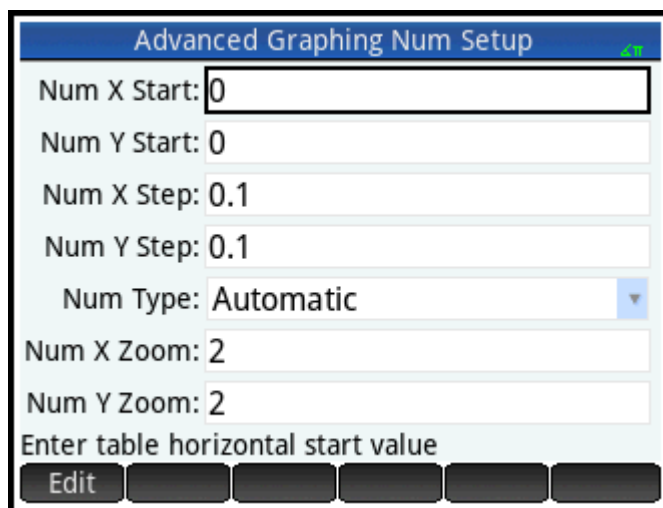 Advanced Graphing Num Setup ∡π
Num X Start: 0
Num Y Start: 0
Num X Step: 0.1
Num Y Step: 0.1
Num Type: Automatic
Num X Zoom: 2
Num Y Zoom: 2
Enter table horizontal start value
Edit